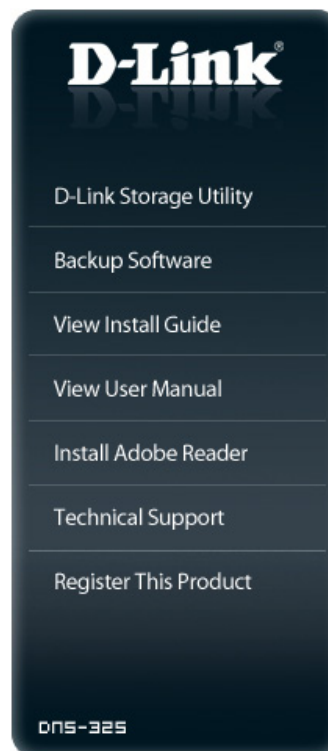 D-Link®
D-Link Storage Utility
Backup Software
View Install Guide
View User Manual
Install Adobe Reader
Technical Support
Register This Product
DNS-325